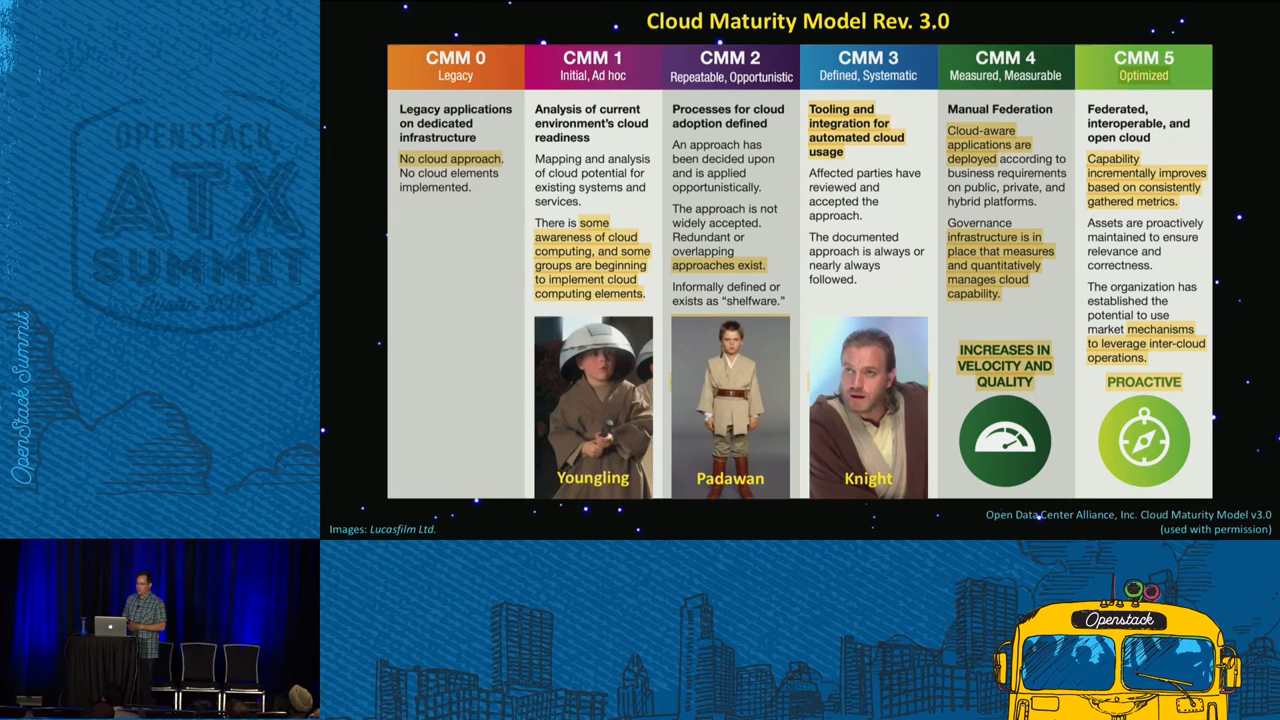 Cloud Maturity Model Rev. 3.0
CMM 0
Legacy
CMM 1
Initial, Ad hoc
CMM 2
Repeatable, Opportunistic
CMM 3
Defined, Systematic
CMM 4
Measured, Measurable
CMM 5
Optimized
Legacy applications
on dedicated
infrastructure
No cloud approach.
No cloud elements
implemented.
Analysis of current
environment's cloud
readiness
Mapping and analysis
of cloud potential for
existing systems and
services.
There is some
awareness of cloud
computing, and some
groups are beginning
to implement cloud
computing elements.
Youngling
Processes for cloud
adoption defined
An approach has
been decided upon
and is applied
opportunistically.
The approach is not
widely accepted.
Redundant or
overlapping
approaches exist.
Informally defined or
exists as “shelfware.”
Padawan
Tooling and
integration for
automated cloud
usage
Affected parties have
reviewed and
accepted the
approach.
The documented
approach is always or
nearly always
followed.
Knight
Manual Federation
Cloud-aware
applications are
deployed according to
business requirements
on public, private, and
hybrid platforms.
Governance
infrastructure is in
place that measures
and quantitatively
manages cloud
capability.
INCREASES IN
VELOCITY AND
QUALITY
Federated,
interoperable, and
open cloud
Capability
incrementally improves
based on consistently
gathered metrics.
Assets are proactively
maintained to ensure
relevance and
correctness.
The organization has
established the
potential to use
market mechanisms
to leverage inter-cloud
operations.
PROACTIVE
Images: Lucasfilm Ltd.
Open Data Center Alliance, Inc. Cloud Maturity Model v3.0
(used with permission)
OPENSTACK
ATX
SUMMIT
OpenStack Summit
Openstack